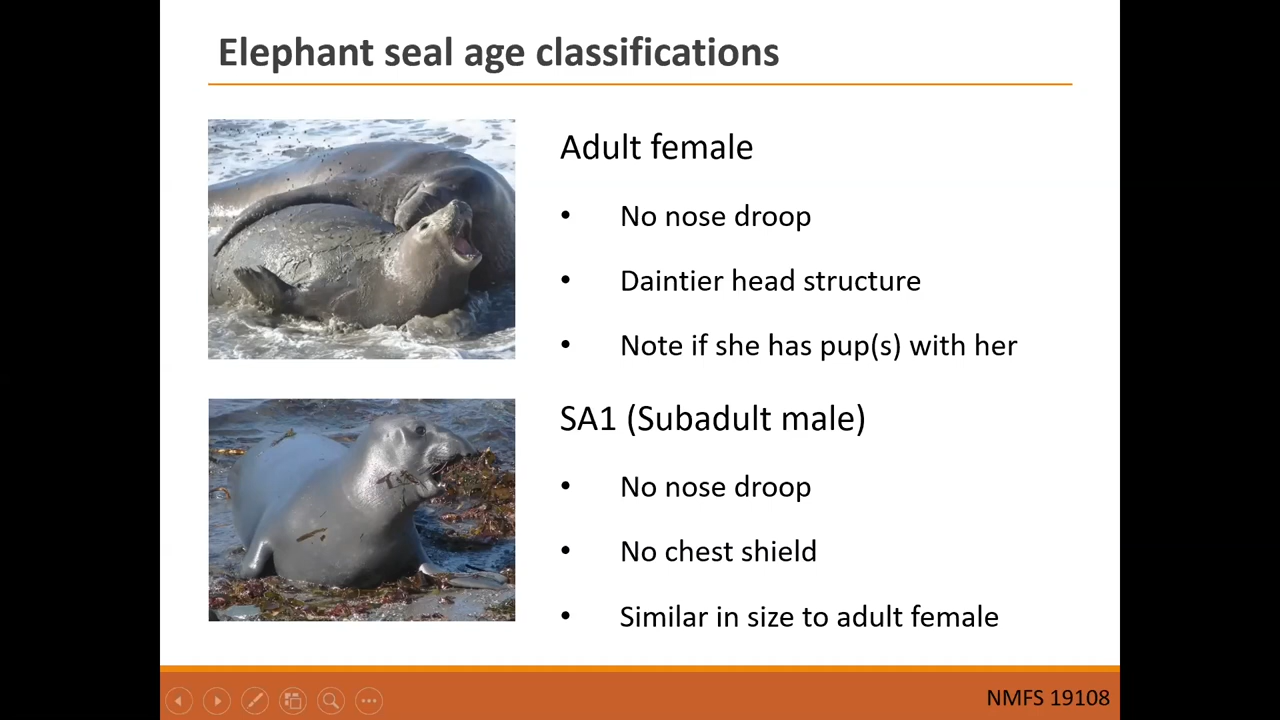 Elephant seal age classifications
Adult female
• No nose droop
• Daintier head structure
• Note if she has pup(s) with her
SA1 (Subadult male)
• No nose droop
• No chest shield
• Similar in size to adult female
NMFS 19108